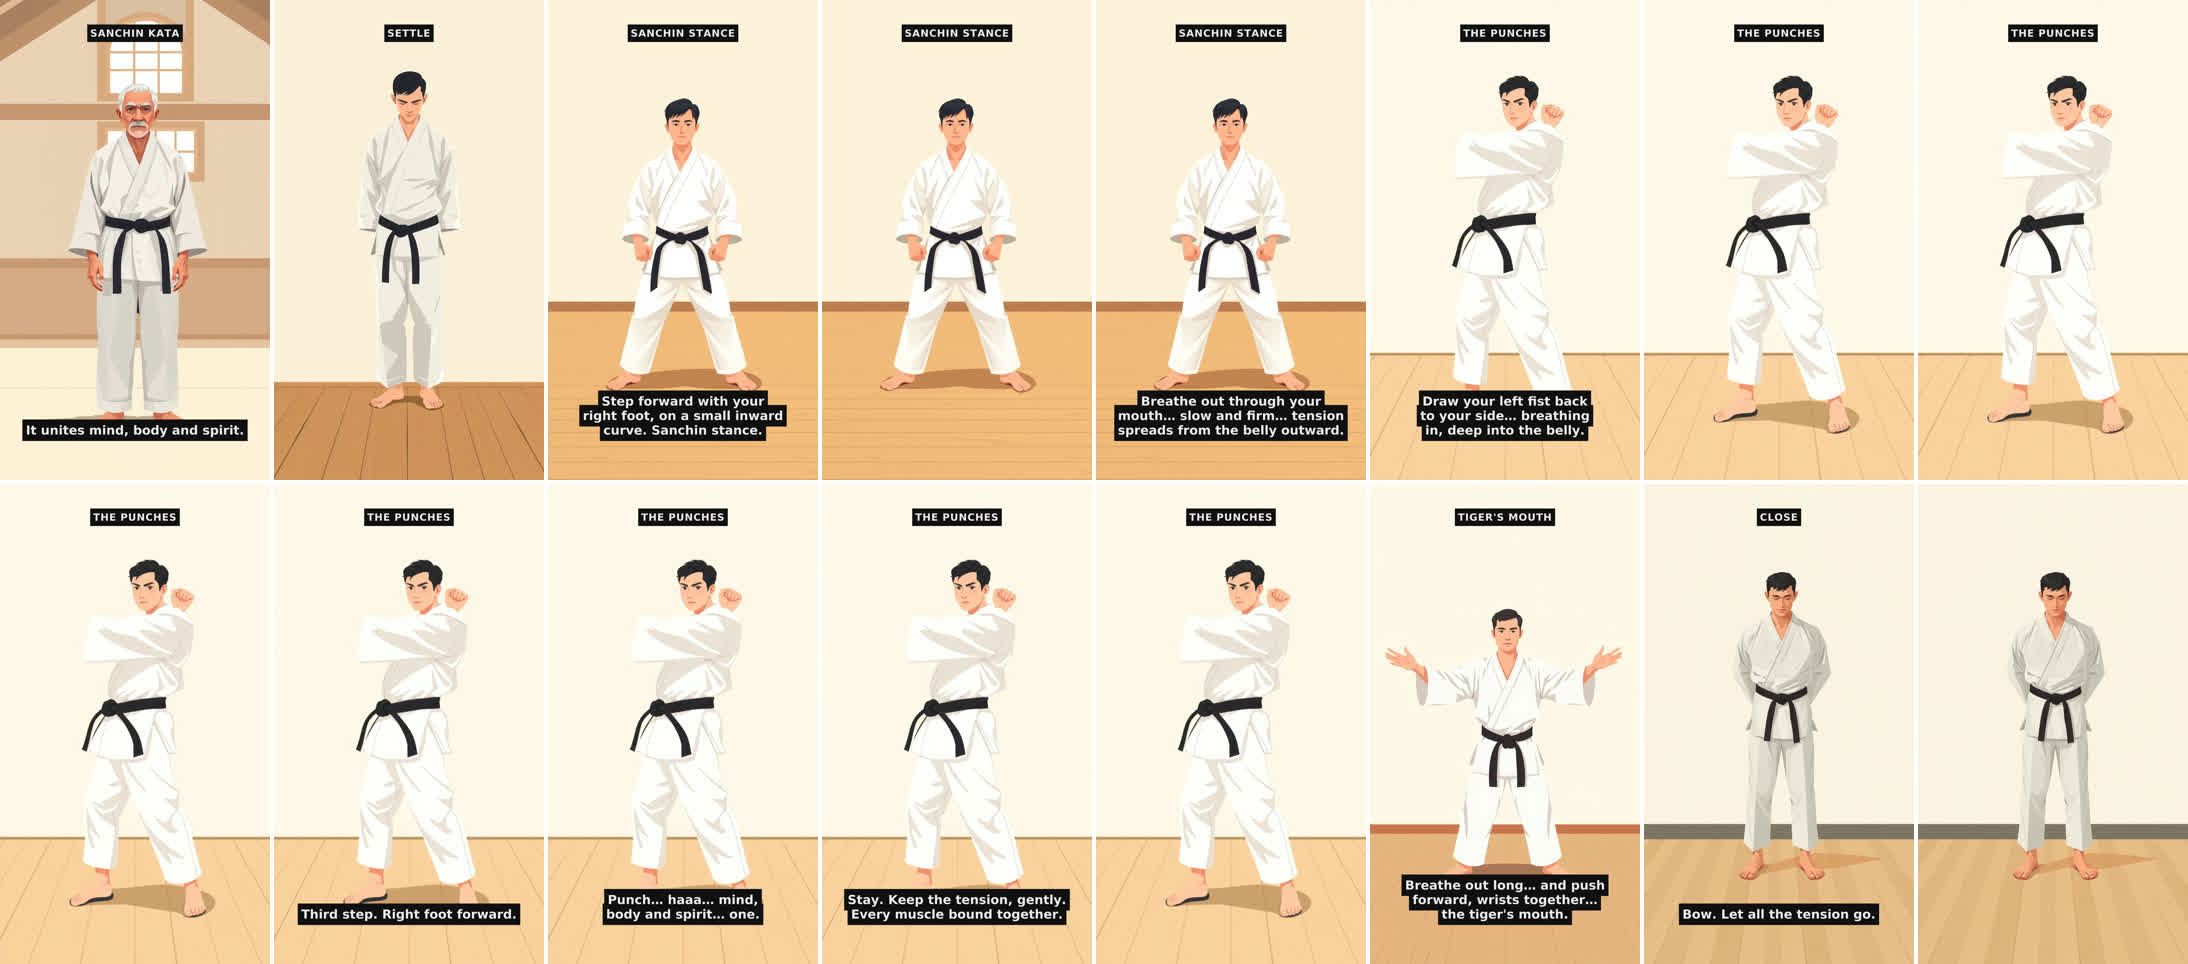 SANCHIN KATA
It unites mind, body and spirit.
SETTLE
SANCHIN STANCE
Step forward with your
right foot, on a small inward
curve. Sanchin stance.
SANCHIN STANCE
SANCHIN STANCE
Breathe out through your
mouth... slow and firm... tension
spreads from the belly outward.
THE PUNCHES
Draw your left fist back
to your side... breathing
in, deep into the belly.
THE PUNCHES
THE PUNCHES
THE PUNCHES
THE PUNCHES
Third step. Right foot forward.
THE PUNCHES
Punch... haaa... mind,
body and spirit... one.
THE PUNCHES
Stay. Keep the tension, gently.
Every muscle bound together.
THE PUNCHES
TIGER'S MOUTH
Breathe out long... and push
forward, wrists together...
the tiger's mouth.
CLOSE
Bow. Let all the tension go.